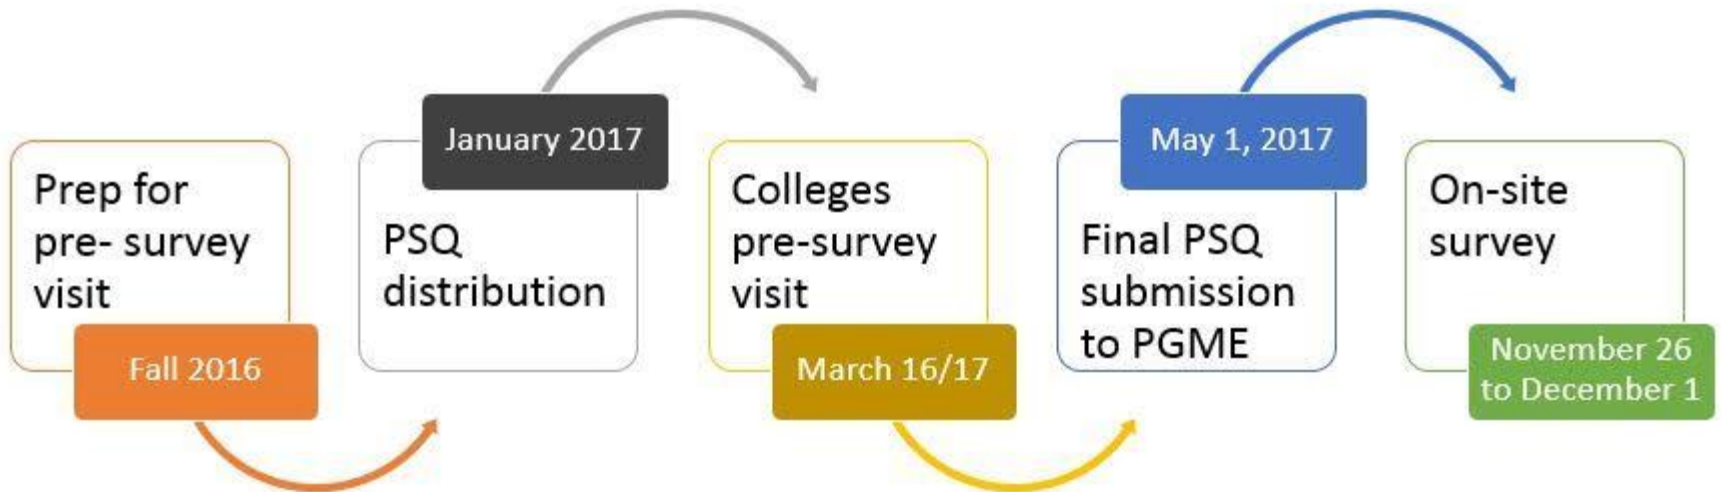 Prep for
pre- survey
visit
Fall 2016
January 2017
PSQ
distribution
Colleges
pre-survey
visit
March 16/17
May 1, 2017
Final PSQ
submission
to PGME
On-site
survey
November 26
to December 1